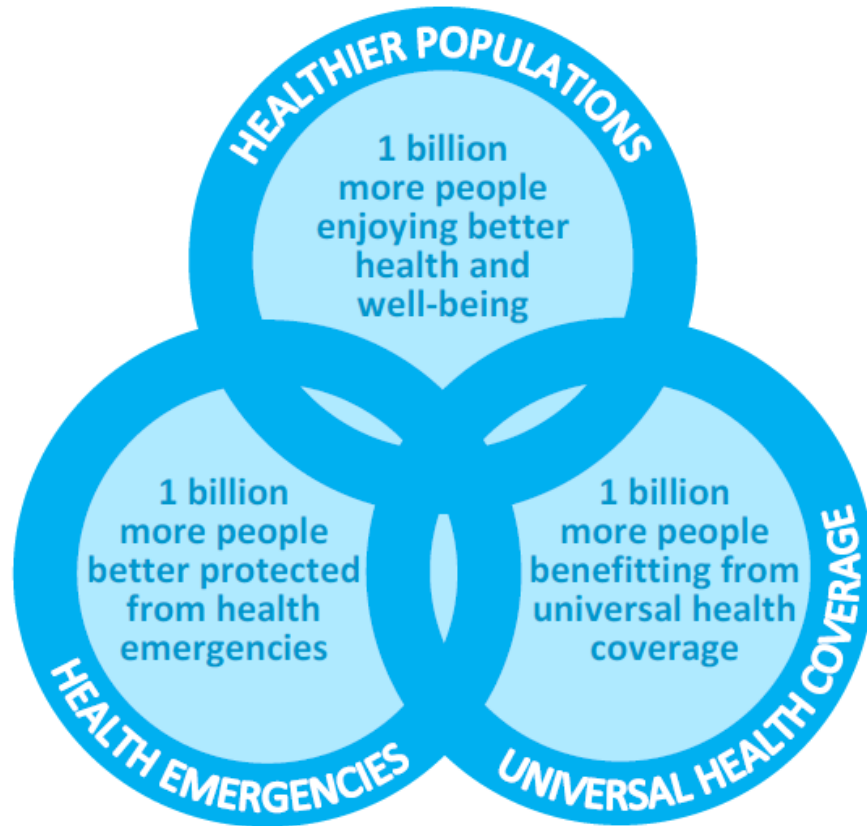 HEALTHIER POPULATIONS
1 billion
more people
enjoying better
health and
well-being
1 billion
more people
better protected
from health
emergencies
HEALTH EMERGENCIES
1 billion
more people
benefitting from
universal health
coverage
UNIVERSAL HEALTH COVERAGE